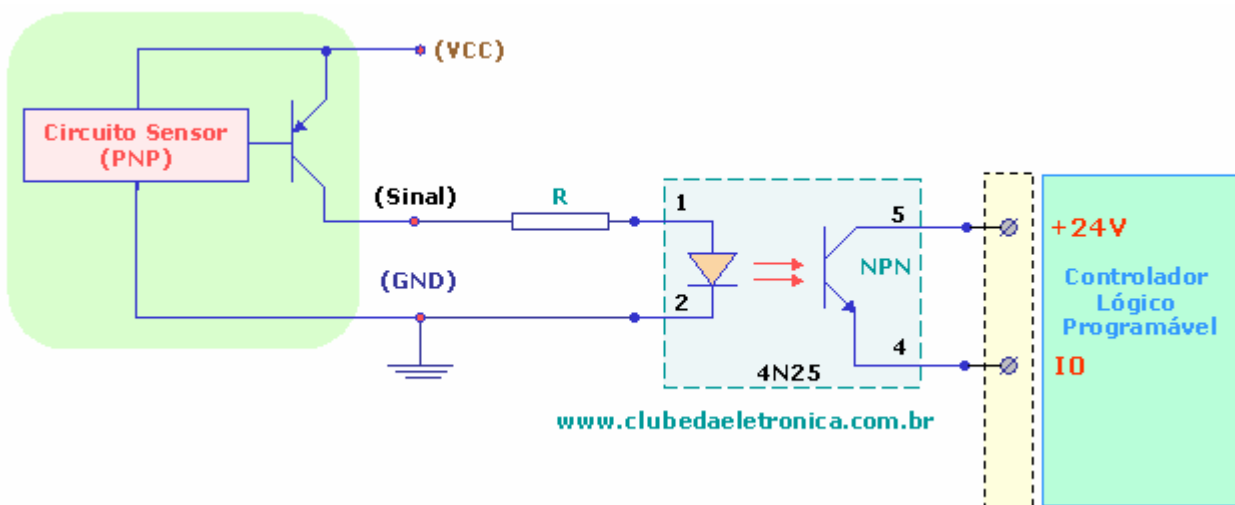 (VCC)
Circuito Sensor
(PNP)
(Sinal)
R
1
5
+24V
NPN
(GND)
Controlador
Lógico
Programável
2
4
I0
4N25
www.clubedaeletronica.com.br